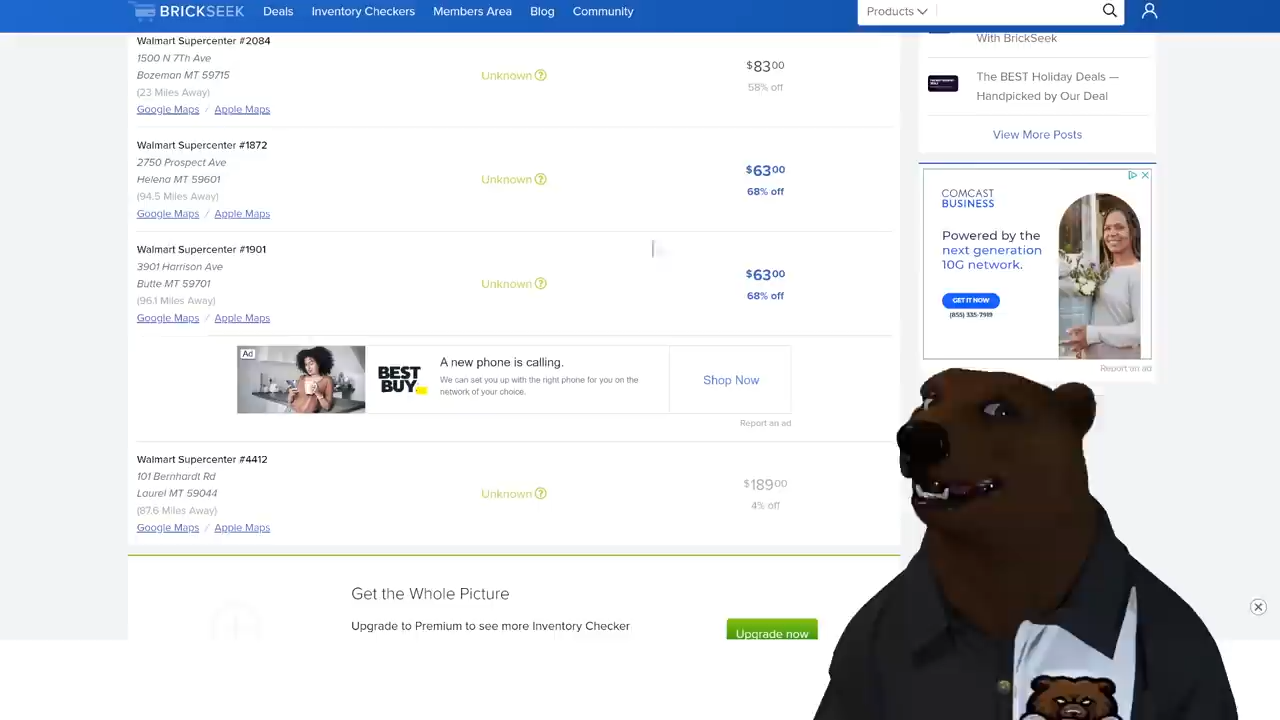 BRICKSEEK Deals Inventory Checkers Members Area Blog Community Products
Walmart Supercenter #2084
1500 N 7Th Ave
Bozeman MT 59715
(23 Miles Away)
Google Maps / Apple Maps
Unknown ?
$83.00
58% off
Walmart Supercenter #1872
2750 Prospect Ave
Helena MT 59601
(94.5 Miles Away)
Google Maps / Apple Maps
Unknown ?
$63.00
68% off
Walmart Supercenter #1901
3901 Harrison Ave
Butte MT 59701
(96.1 Miles Away)
Google Maps / Apple Maps
Unknown ?
$63.00
68% off
Ad
BEST
BUY
A new phone is calling.
We can set you up with the right phone for you on the
network of your choice.
Shop Now
Report an ad
Walmart Supercenter #4412
101 Bernhardt Rd
Laurel MT 59044
(87.6 Miles Away)
Google Maps / Apple Maps
Unknown ?
$189.00
4% off
Get the Whole Picture
Upgrade to Premium to see more Inventory Checker
Upgrade now
With BrickSeek
The BEST Holiday Deals —
Handpicked by Our Deal
View More Posts
COMCAST
BUSINESS
Powered by the
next generation
10G network.
GET IT NOW
(855) 335-7919
Report an ad